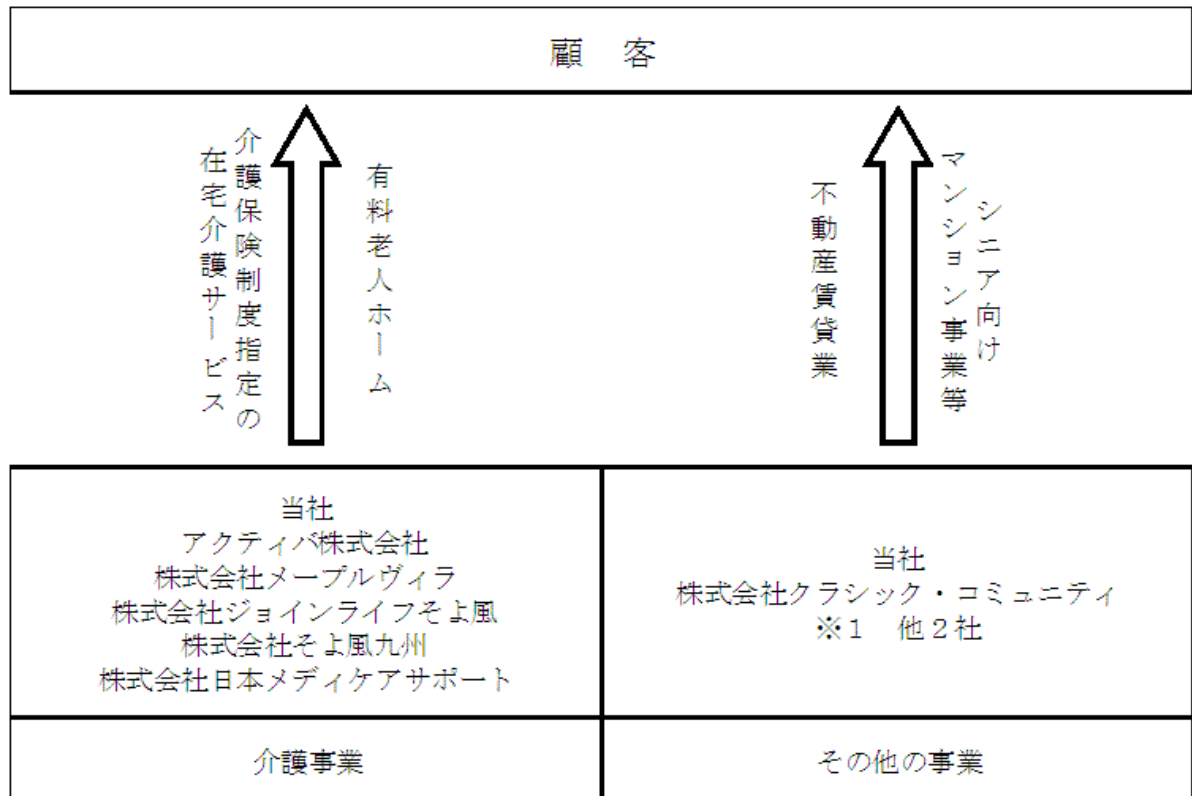 顧 客
介護保険制度指定の
在宅介護サービス
有料老人ホーム
不動産賃貸業
シニア向け
マンション事業等
当社
アクティバ株式会社
株式会社メープルヴィラ
株式会社ジョインライフそよ風
株式会社そよ風九州
株式会社日本メディケアサポート
当社
株式会社クラシック・コミュニティ
※1 他2社
介護事業
その他の事業